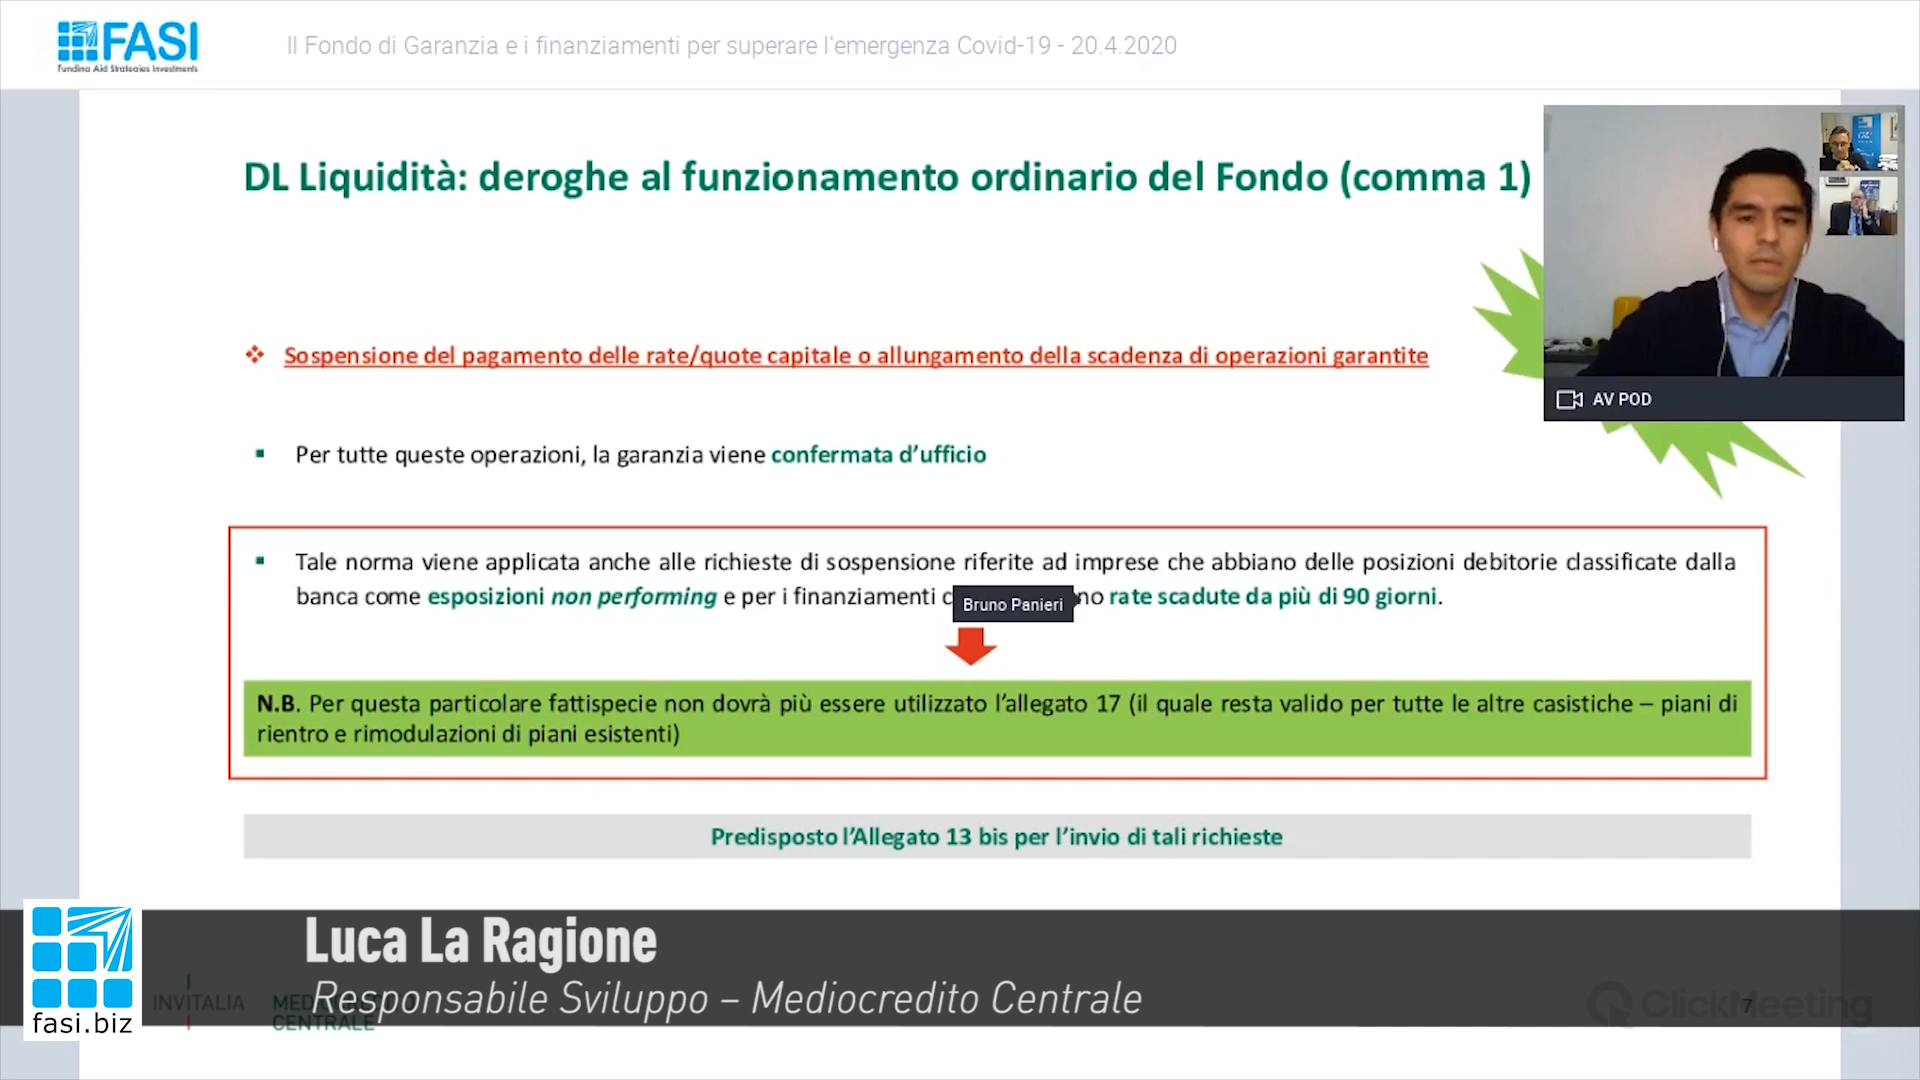 FASI
Funding Aid Strategies Investments
Il Fondo di Garanzia e i finanziamenti per superare l'emergenza Covid-19 - 20.4.2020
DL Liquidità: deroghe al funzionamento ordinario del Fondo (comma 1)
AV POD
Sospensione del pagamento delle rate/quote capitale o allungamento della scadenza di operazioni garantite
Per tutte queste operazioni, la garanzia viene confermata d’ufficio
Tale norma viene applicata anche alle richieste di sospensione riferite ad imprese che abbiano delle posizioni debitorie classificate dalla
banca come esposizioni non performing e per i finanziamenti rate scadute da più di 90 giorni.
Bruno Panieri
N.B. Per questa particolare fattispecie non dovrà più essere utilizzato l’allegato 17 (il quale resta valido per tutte le altre casistiche – piani di
rientro e rimodulazioni di piani esistenti)
Predisposto l’Allegato 13 bis per l’invio di tali richieste
Luca La Ragione
Responsabile Sviluppo – Mediocredito Centrale
INVITALIA
CENTRALE
ClickMeeting
7
fasi.biz